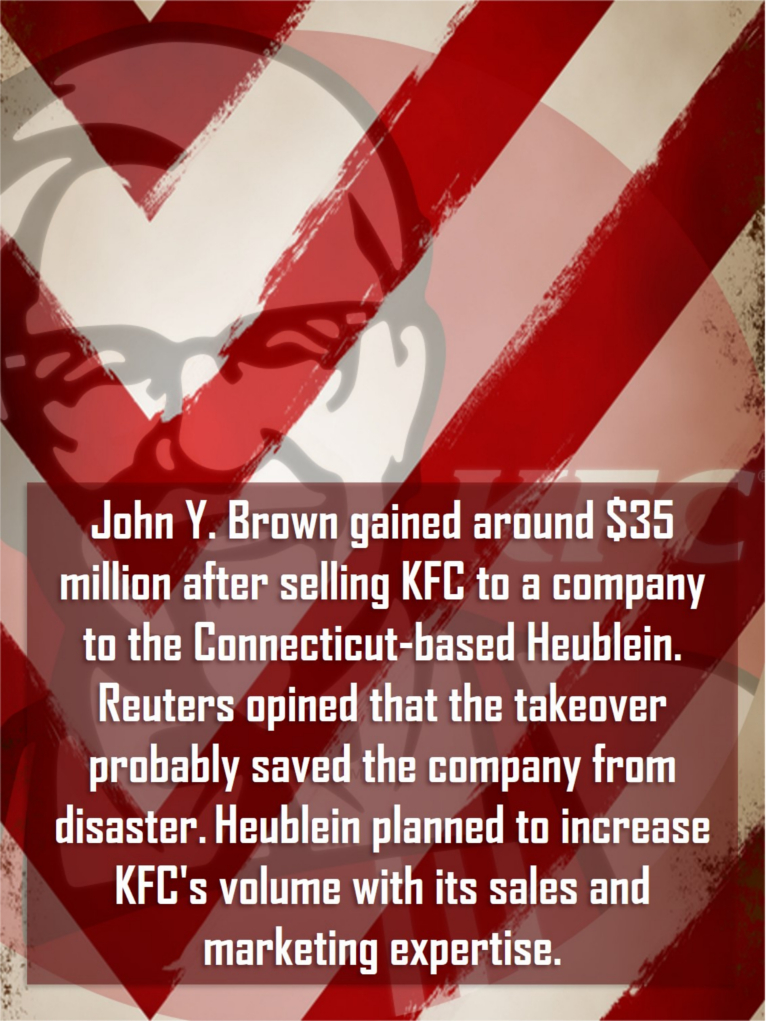 KFC
John Y. Brown gained around $35
million after selling KFC to a company
to the Connecticut-based Heublein.
Reuters opined that the takeover
probably saved the company from
disaster. Heublein planned to increase
KFC's volume with its sales and
marketing expertise.